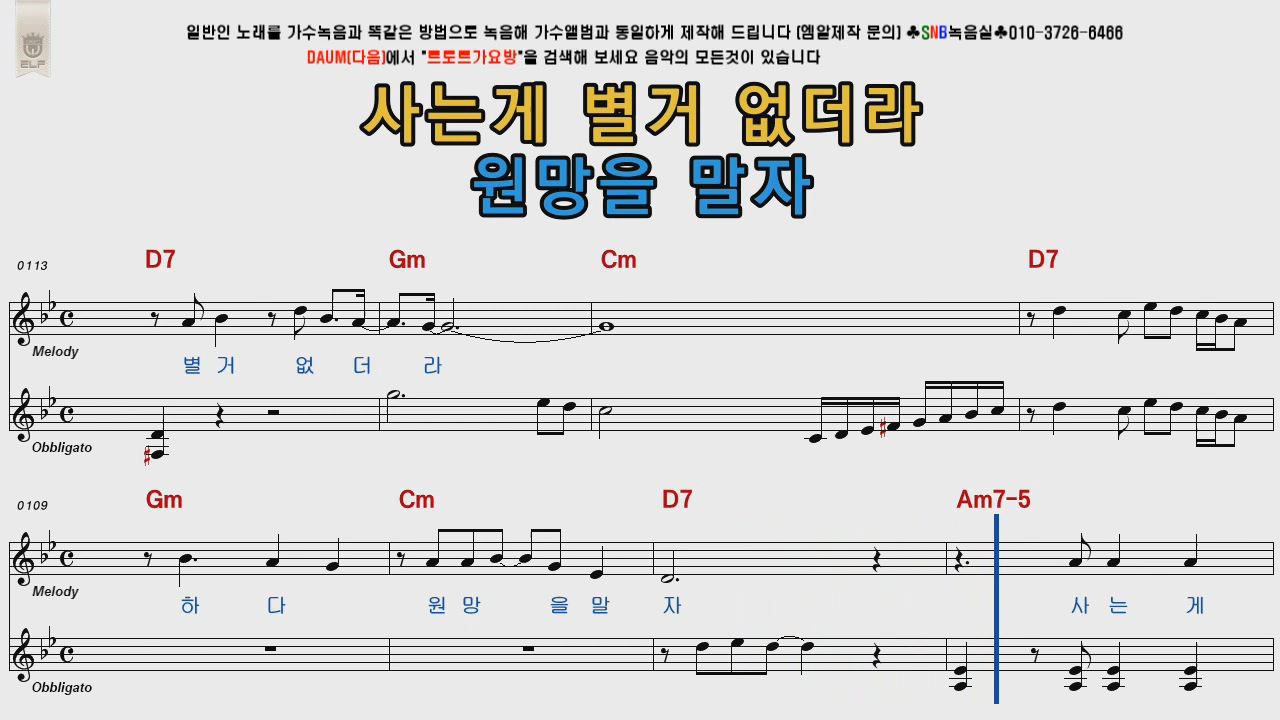 일반인 노래를 가수녹음과 똑같은 방법으로 녹음해 가수앨범과 동일하게 제작해 드립니다 (엠알제작 문의) ♣SNB녹음실♣010-3726-6466
DAUM(다음)에서 "트로트가요방"을 검색해 보세요 음악의 모든것이 있습니다
ELF
사는게 별거 없더라
원망을 말자
0113 D7 Gm Cm D7
Melody
별 거 없 더 라
Obbligato
0109 Gm Cm D7 Am7-5
Melody
하 다 원 망 을 말 자 사 는 게
Obbligato